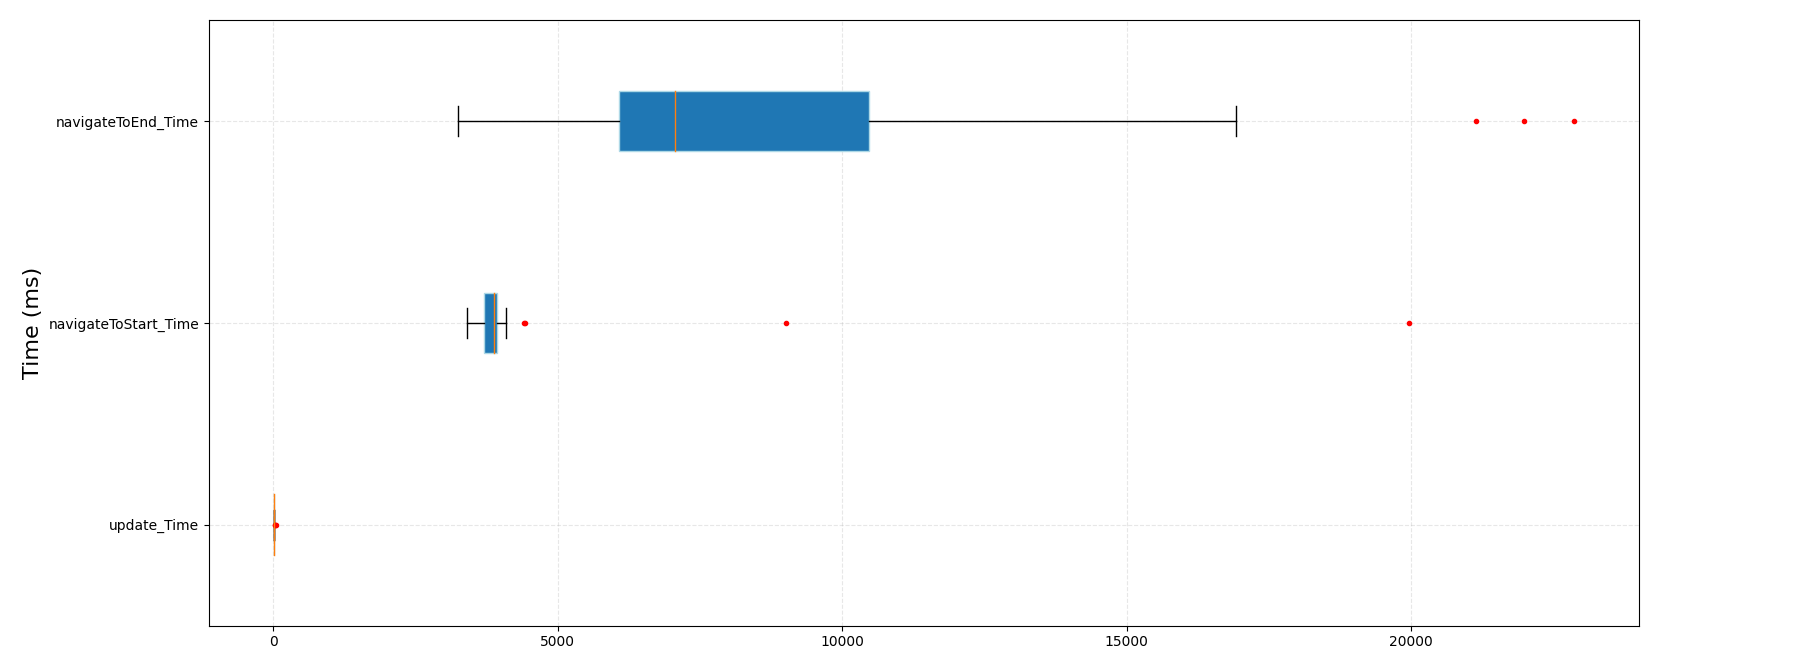 Time (ms)
navigateToEnd_Time
navigateToStart_Time
update_Time
0 5000 10000 15000 20000